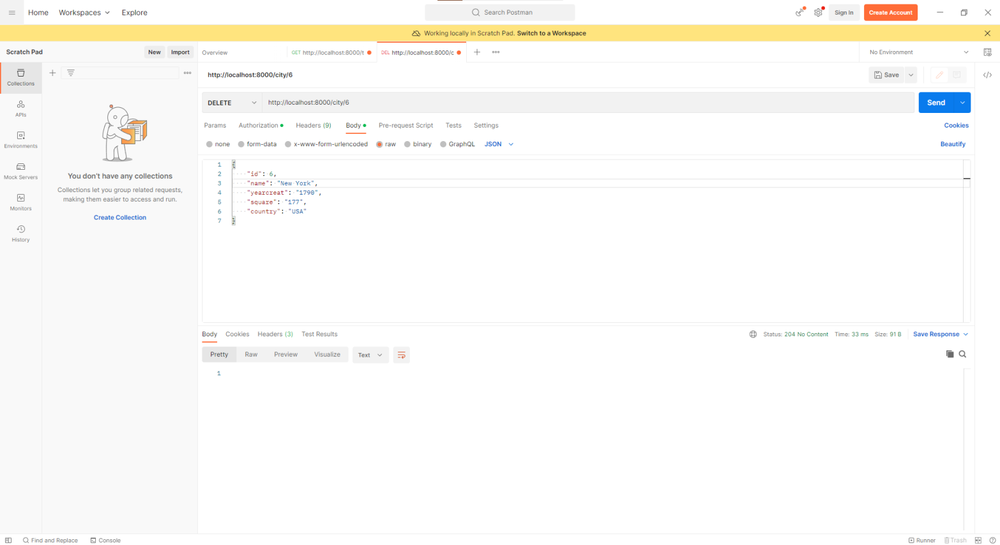 Home Workspaces Explore Search Postman Sign In Create Account
Working locally in Scratch Pad. Switch to a Workspace
Scratch Pad New Import Overview GET http://localhost:8000/t DEL http://localhost:8000/c No Environment
Collections
APIs
Environments
Mock Servers
Monitors
History
You don't have any collections
Collections let you group related requests,
making them easier to access and run.
Create Collection
http://localhost:8000/city/6 Save
DELETE http://localhost:8000/city/6 Send
Params Authorization Headers (9) Body Pre-request Script Tests Settings Cookies
none form-data x-www-form-urlencoded raw binary GraphQL JSON Beautify
1 {
2 "id": 6,
3 "name": "New York",
4 "yearcreat": "1790",
5 "square": "177",
6 "country": "USA"
7 }
Body Cookies Headers (3) Test Results Status: 204 No Content Time: 33 ms Size: 91 B Save Response
Pretty Raw Preview Visualize Text
1
Find and Replace Console Runner Trash